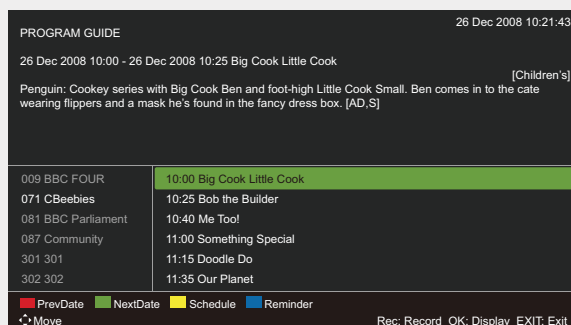 PROGRAM GUIDE
26 Dec 2008 10:21:43
26 Dec 2008 10:00 - 26 Dec 2008 10:25 Big Cook Little Cook
[Children's]
Penguin: Cookey series with Big Cook Ben and foot-high Little Cook Small. Ben comes in to the cate
wearing flippers and a mask he's found in the fancy dress box. [AD,S]
009 BBC FOUR 10:00 Big Cook Little Cook
071 CBeebies 10:25 Bob the Builder
081 BBC Parliament 10:40 Me Too!
087 Community 11:00 Something Special
301 301 11:15 Doodle Do
302 302 11:35 Our Planet
PrevDate NextDate Schedule Reminder
Move Rec: Record OK: Display EXIT: Exit